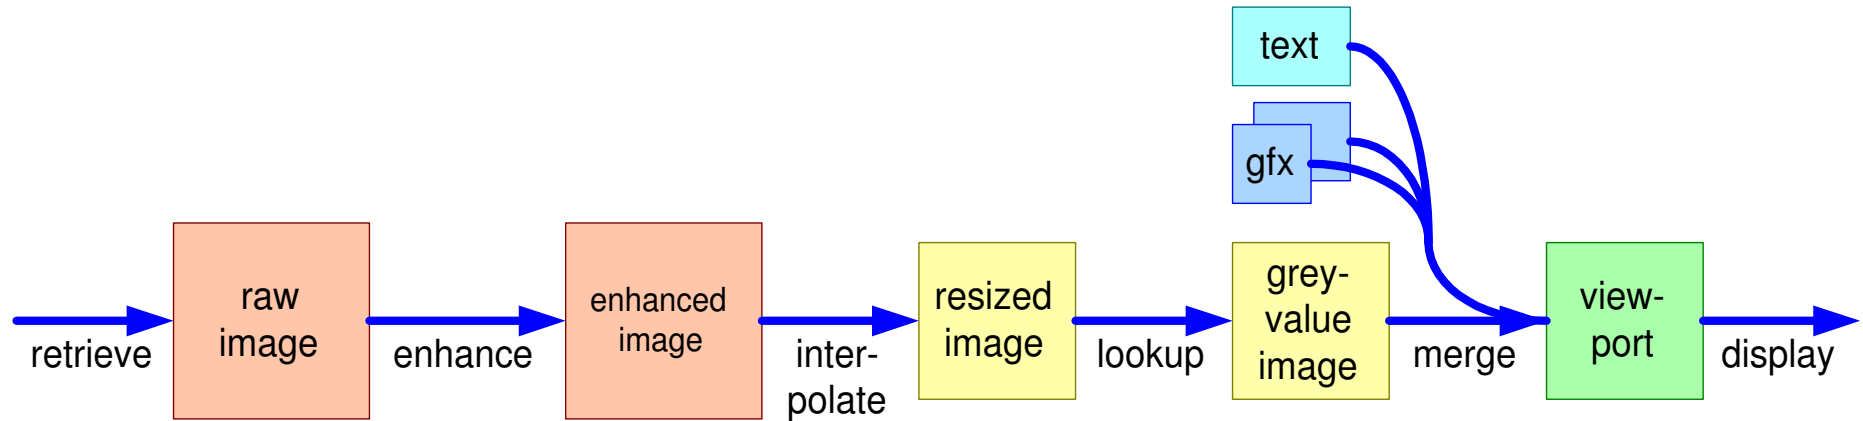 text
gfx
retrieve
raw
image
enhance
enhanced
image
inter-
polate
resized
image
lookup
grey-
value
image
merge
view-
port
display